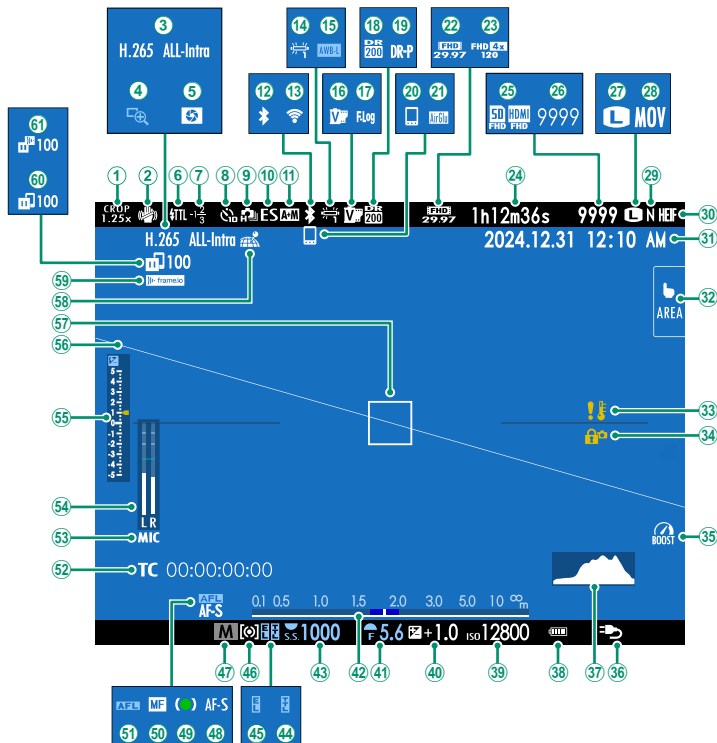 3
H.265 ALL-Intra
4 5
14 15
AWB-L
18 19
DR 200 DR-P
22 23
FHD 29.97 FHD 4x 120
12 13
16 17
F-Log
20 21
AirGlu
25 26
SD FHD HDMI FHD 9999
27 28
L MOV
61
100
60
100
1 2 6 7 8 9 10 11 24 29
CROP 1.25x TTL -1/3 10 H ES A+M DR 200 FHD 29.97 1h12m36s 9999 L N HEIF 30
H.265 ALL-Intra 2024.12.31 12:10 AM 31
100
59 frame.io 58
AREA 32
57
56
5
4
3
2
1
0
-1
-2
-3
-4
-5
55
33
34
54
L R
53 MIC
BOOST 35
52 TC 00:00:00:00
AFL
AF-S
0.1 0.5 1.0 1.5 2.0 3.0 5.0 10 ∞ m
M S.S. 1000 F 5.6 +1.0 ISO 12800
47 46 43 42 41 40 39 38 37 36
AFL MF AF-S
51 50 49 48
45 44